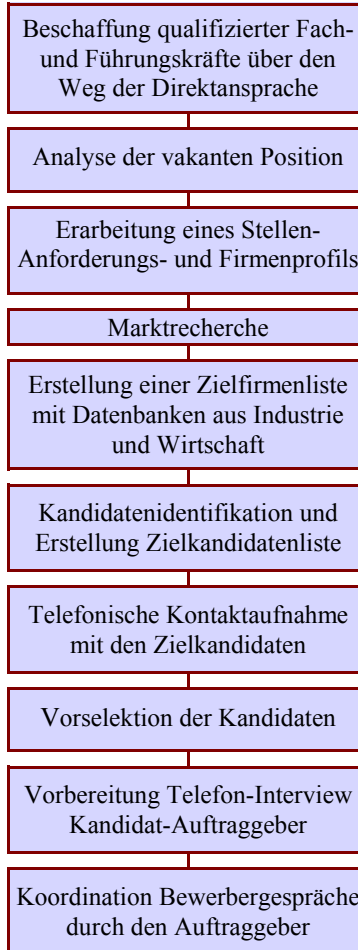 Beschaffung qualifizierter Fach-
und Führungskräfte über den
Weg der Direktansprache
Analyse der vakanten Position
Erarbeitung eines Stellen-
Anforderungs- und Firmenprofils
Marktrecherche
Erstellung einer Zielfirmenliste
mit Datenbanken aus Industrie
und Wirtschaft
Kandidatenidentifikation und
Erstellung Zielkandidatenliste
Telefonische Kontaktaufnahme
mit den Zielkandidaten
Vorselektion der Kandidaten
Vorbereitung Telefon-Interview
Kandidat-Auftraggeber
Koordination Bewerbergespräche
durch den Auftraggeber